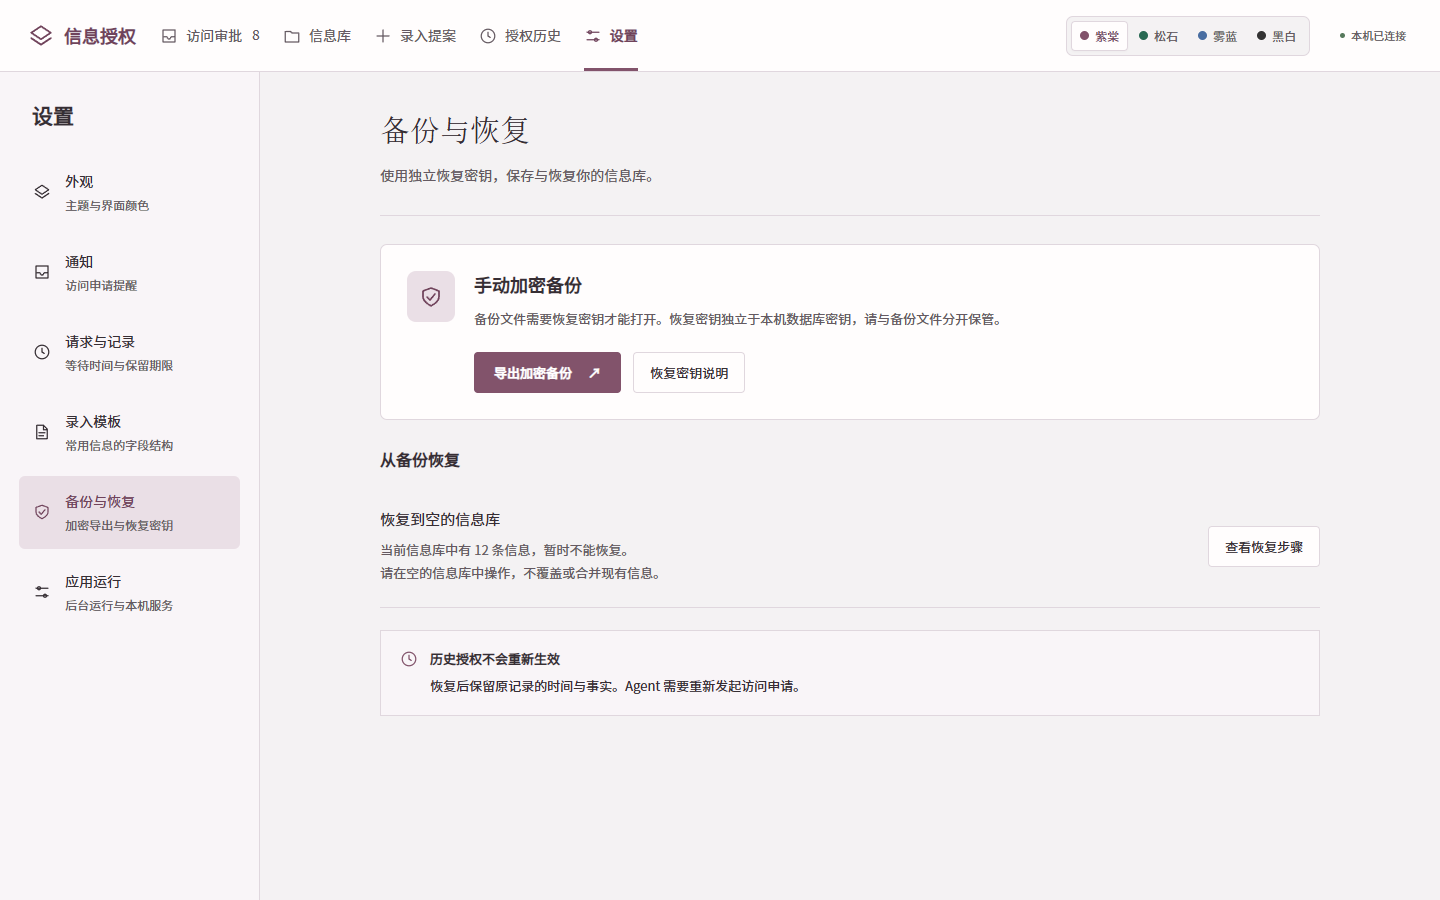 信息授权
访问审批 8
信息库
录入提案
授权历史
设置
紫棠
松石
雾蓝
黑白
本机已连接
设置
外观
主题与界面颜色
通知
访问申请提醒
请求与记录
等待时间与保留期限
录入模板
常用信息的字段结构
备份与恢复
加密导出与恢复密钥
应用运行
后台运行与本机服务
备份与恢复
使用独立恢复密钥，保存与恢复你的信息库。
手动加密备份
备份文件需要恢复密钥才能打开。恢复密钥独立于本机数据库密钥，请与备份文件分开保管。
导出加密备份 ↗
恢复密钥说明
从备份恢复
恢复到空的信息库
当前信息库中有 12 条信息，暂时不能恢复。
请在空的信息库中操作，不覆盖或合并现有信息。
查看恢复步骤
历史授权不会重新生效
恢复后保留原记录的时间与事实。Agent 需要重新发起访问申请。